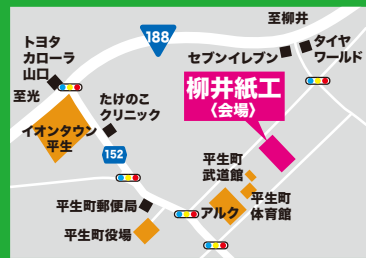 至柳井
188
トヨタ
カローラ
山口
セブンイレブン
タイヤ
ワールド
至光
たけのこ
クリニック
柳井紙工
〈会場〉
イオンタウン
平生
152
平生町
武道館
平生町
体育館
平生町郵便局
アルク
平生町役場